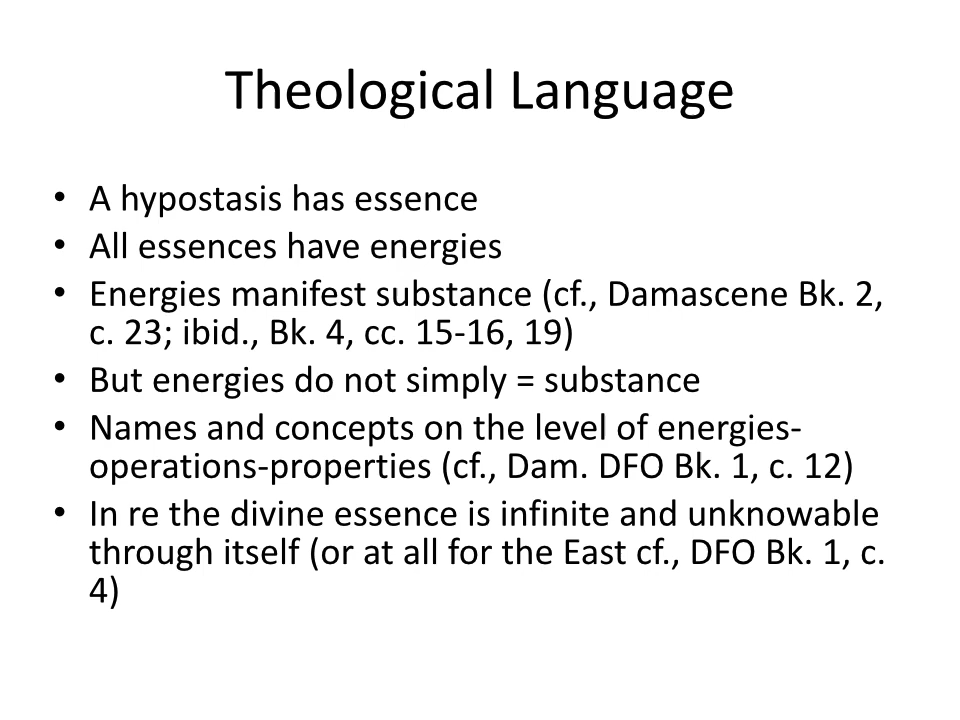 Theological Language
• A hypostasis has essence
• All essences have energies
• Energies manifest substance (cf., Damascene Bk. 2,
c. 23; ibid., Bk. 4, cc. 15-16, 19)
• But energies do not simply = substance
• Names and concepts on the level of energies-
operations-properties (cf., Dam. DFO Bk. 1, c. 12)
• In re the divine essence is infinite and unknowable
through itself (or at all for the East cf., DFO Bk. 1, c.
4)